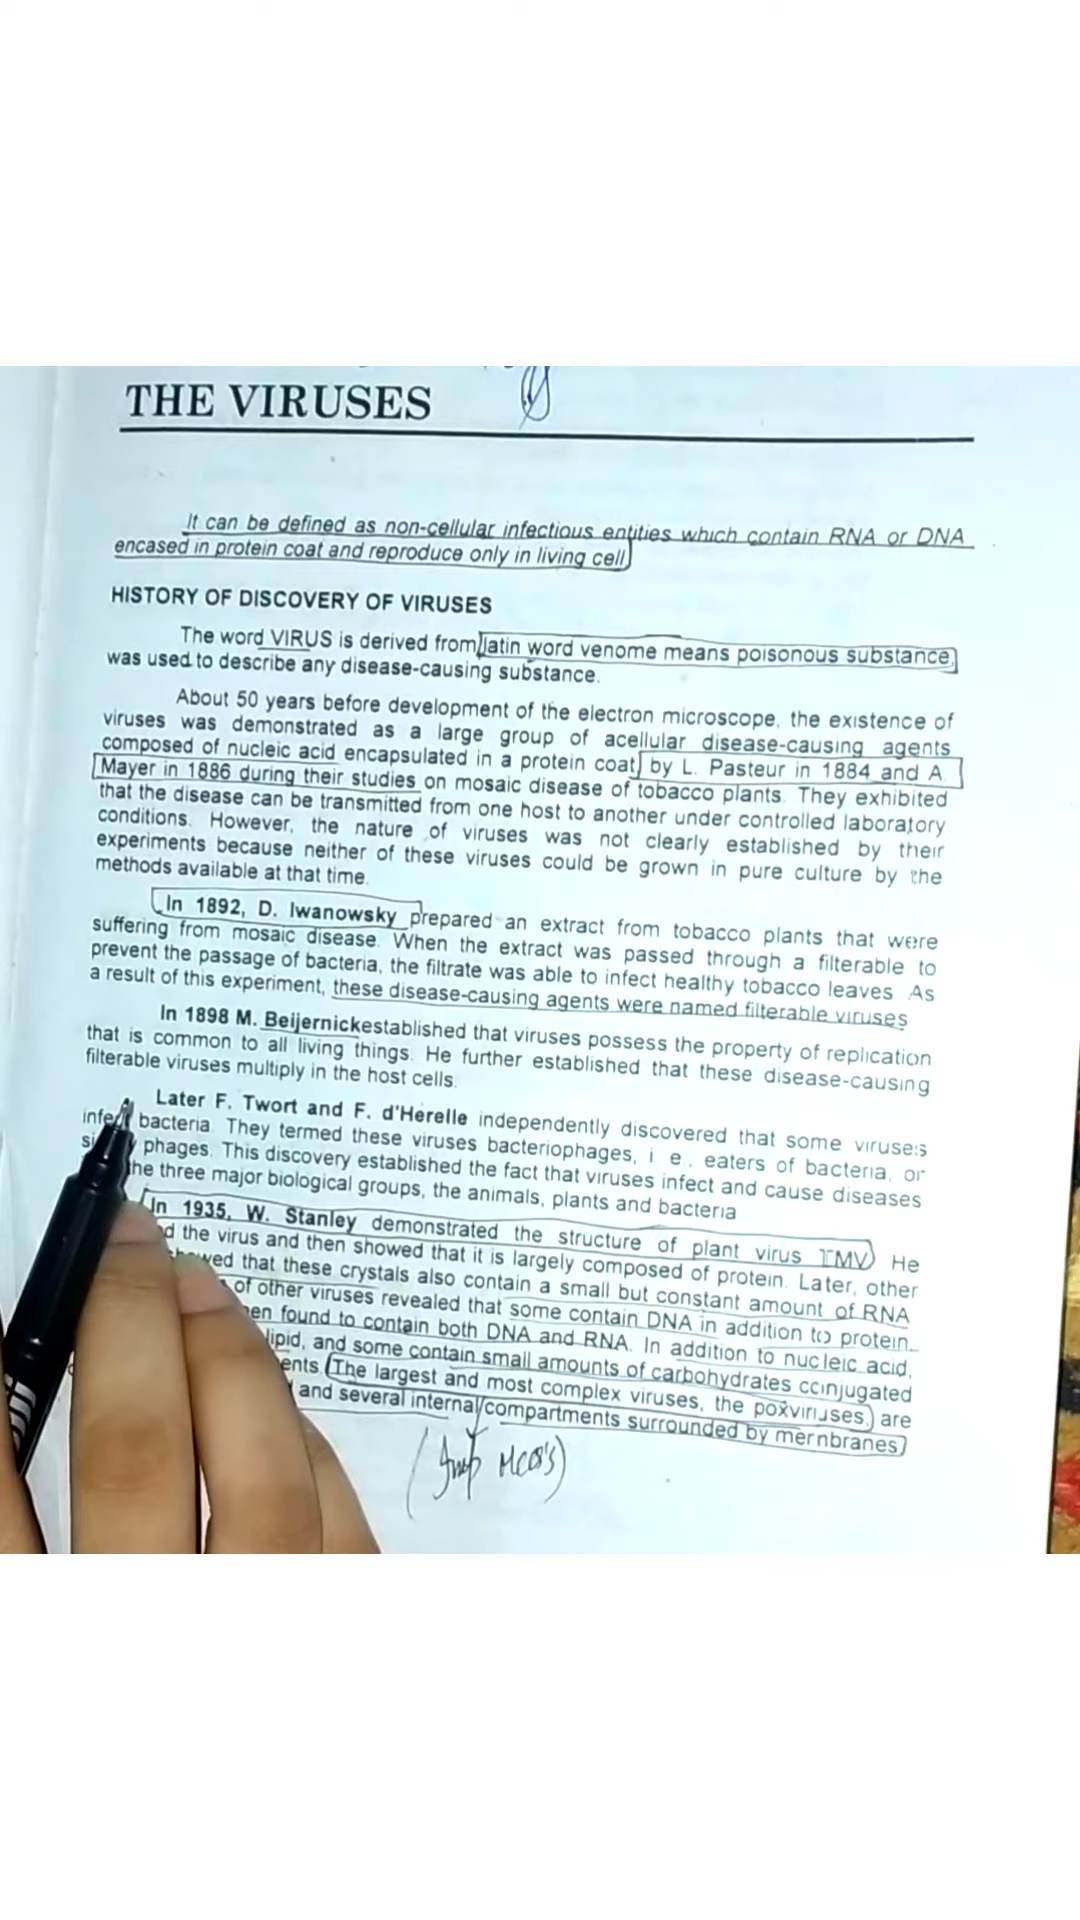 THE VIRUSES
It can be defined as non-cellular infectious entities which contain RNA or DNA
encased in protein coat and reproduce only in living cell.
HISTORY OF DISCOVERY OF VIRUSES
The word VIRUS is derived from latin word venome means poisonous substance,
was used to describe any disease-causing substance.
About 50 years before development of the electron microscope, the existence of
viruses was demonstrated as a large group of acellular disease-causing agents
composed of nucleic acid encapsulated in a protein coat by L. Pasteur in 1884 and A.
Mayer in 1886 during their studies on mosaic disease of tobacco plants. They exhibited
that the disease can be transmitted from one host to another under controlled laboratory
conditions. However, the nature of viruses was not clearly established by their
experiments because neither of these viruses could be grown in pure culture by the
methods available at that time.
In 1892, D. Iwanowsky prepared an extract from tobacco plants that were
suffering from mosaic disease. When the extract was passed through a filterable to
prevent the passage of bacteria, the filtrate was able to infect healthy tobacco leaves. As
a result of this experiment, these disease-causing agents were named filterable viruses
In 1898 M. Beijernickestablished that viruses possess the property of replication
that is common to all living things. He further established that these disease-causing
filterable viruses multiply in the host cells.
Later F. Twort and F. d'Herelle independently discovered that some viruses
bacteria. They termed these viruses bacteriophages, i. e., eaters of bacteria, or
phages. This discovery established the fact that viruses infect and cause diseases
the three major biological groups, the animals, plants and bacteria
In 1935, W. Stanley demonstrated the structure of plant virus TMV He
the virus and then showed that it is largely composed of protein. Later, other
showed that these crystals also contain a small but constant amount of RNA
of other viruses revealed that some contain DNA in addition to protein.
found to contain both DNA and RNA. In addition to nucleic acid,
lipid, and some contain small amounts of carbohydrates conjugated
The largest and most complex viruses, the poxviruses, are
and several internal compartments surrounded by membranes
MCQ's)